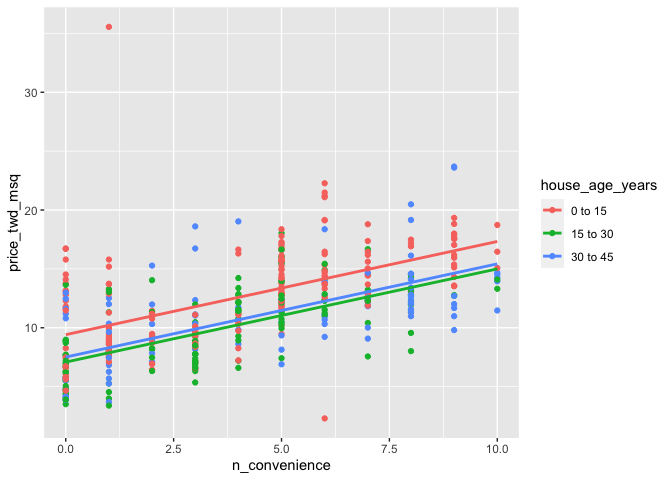 30
20
10
price_twd_msq
0.0
2.5
5.0
7.5
10.0
n_convenience
house_age_years
0 to 15
15 to 30
30 to 45